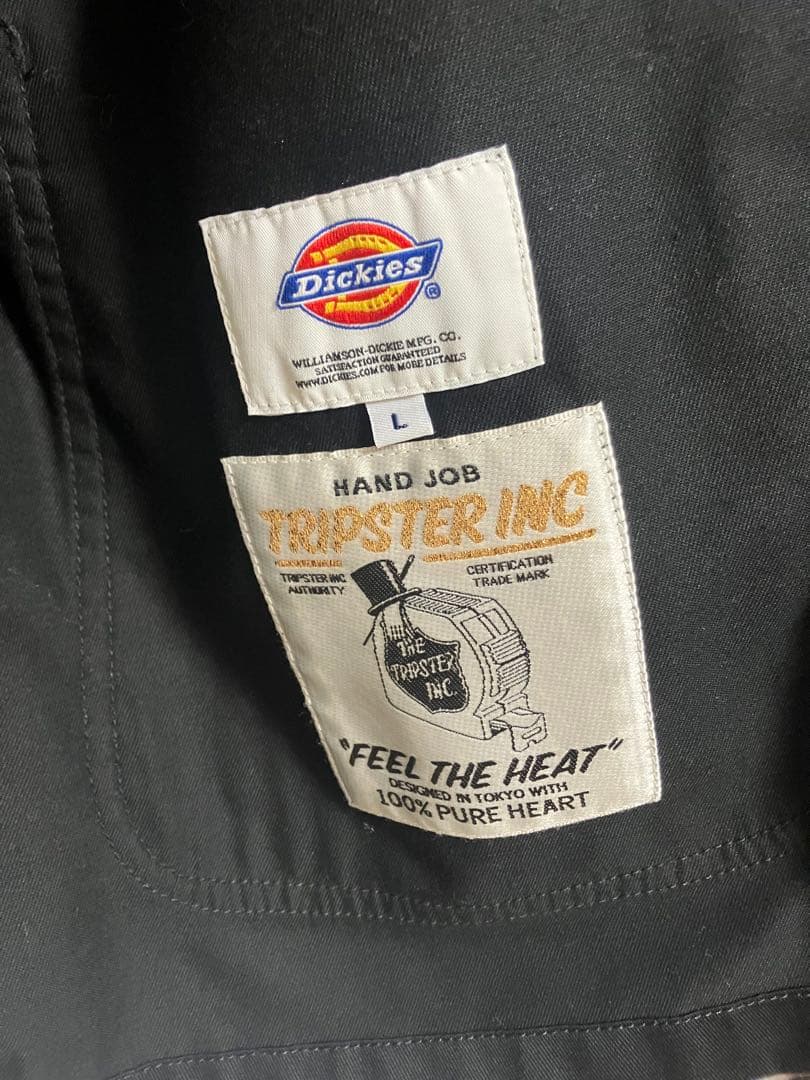 Dickies®
WILLIAMSON-DICKIE MFG. CO.
SATISFACTION GUARANTEED
WWW.DICKIES.COM FOR MORE DETAILS
L
HAND JOB
TRIPSTER INC
TRIPSTER INC
AUTHORITY
CERTIFICATION
TRADE MARK
THE
TRIPSTER
INC.
"FEEL THE HEAT"
DESIGNED IN TOKYO WITH
100% PURE HEART